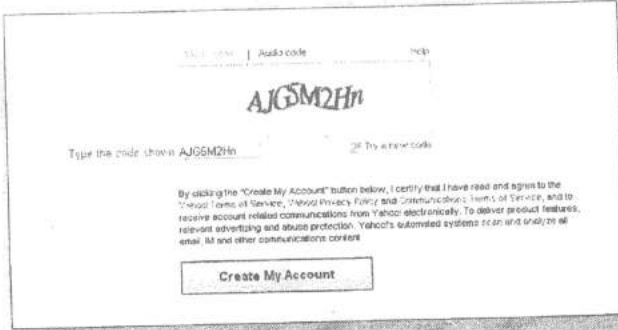 Visual code | Audio code Help
AJG5M2Hn
Type the code shown AJG5M2Hn Try a new code
By clicking the "Create My Account" button below, I certify that I have read and agree to the
Yahoo! Terms of Service, Yahoo! Privacy Policy and Communications Terms of Service, and to
receive account related communications from Yahoo! electronically. To deliver product features,
relevant advertizing and abuse protection, Yahoo!'s automated systems scan and analyze all
email, IM and other communications content
Create My Account